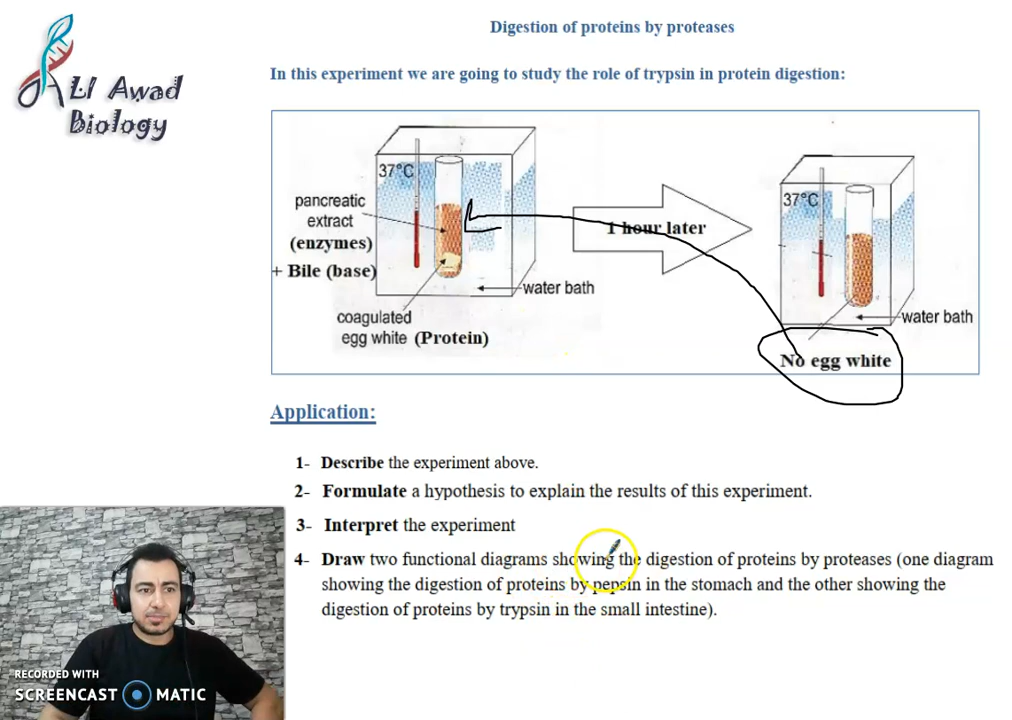 Digestion of proteins by proteases
ALI Awad
Biology
In this experiment we are going to study the role of trypsin in protein digestion:
37°C
pancreatic
extract
(enzymes)
+ Bile (base)
coagulated
egg white (Protein)
water bath
1 hour later
37°C
water bath
No egg white
Application:
1- Describe the experiment above.
2- Formulate a hypothesis to explain the results of this experiment.
3- Interpret the experiment
4- Draw two functional diagrams showing the digestion of proteins by proteases (one diagram
showing the digestion of proteins by pepsin in the stomach and the other showing the
digestion of proteins by trypsin in the small intestine).
RECORDED WITH
SCREENCAST MATIC